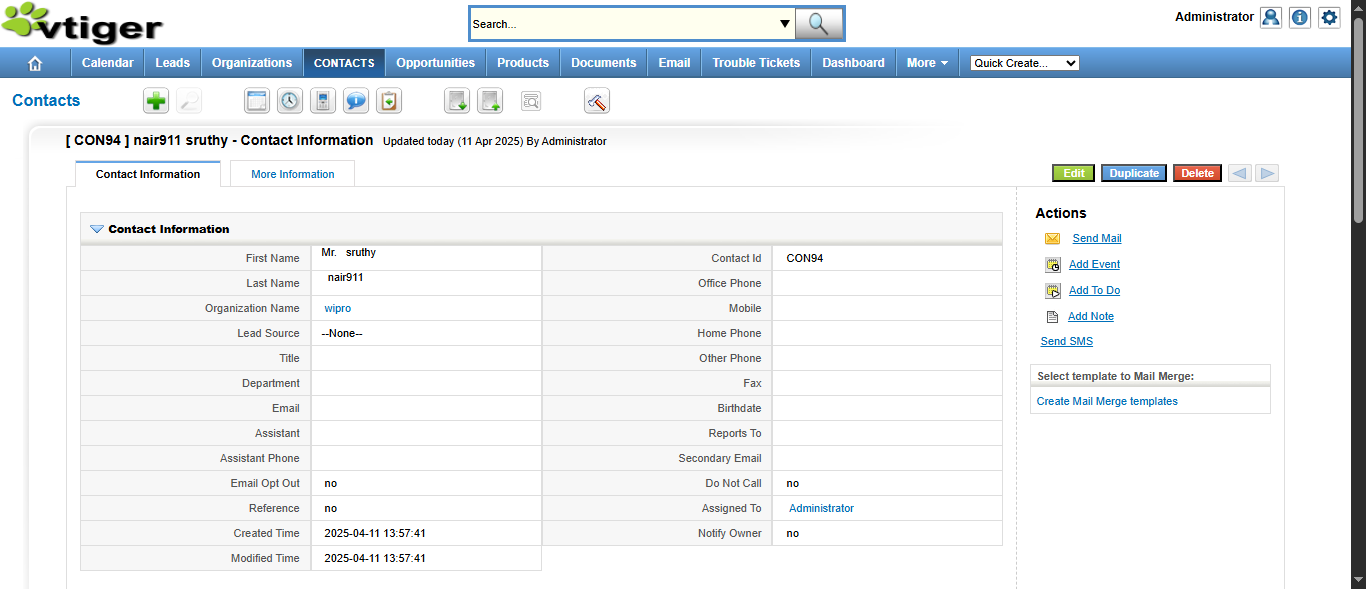 vtiger
Search...
Administrator
Calendar Leads Organizations CONTACTS Opportunities Products Documents Email Trouble Tickets Dashboard More Quick Create...
Contacts
[ CON94 ] nair911 sruthy - Contact Information Updated today (11 Apr 2025) By Administrator
Contact Information More Information
Edit Duplicate Delete
Contact Information
First Name Mr. sruthy Contact Id CON94
Last Name nair911 Office Phone
Organization Name wipro Mobile
Lead Source --None-- Home Phone
Title Other Phone
Department Fax
Email Birthdate
Assistant Reports To
Assistant Phone Secondary Email
Email Opt Out no Do Not Call no
Reference no Assigned To Administrator
Created Time 2025-04-11 13:57:41 Notify Owner no
Modified Time 2025-04-11 13:57:41
Actions
Send Mail
Add Event
Add To Do
Add Note
Send SMS
Select template to Mail Merge:
Create Mail Merge templates